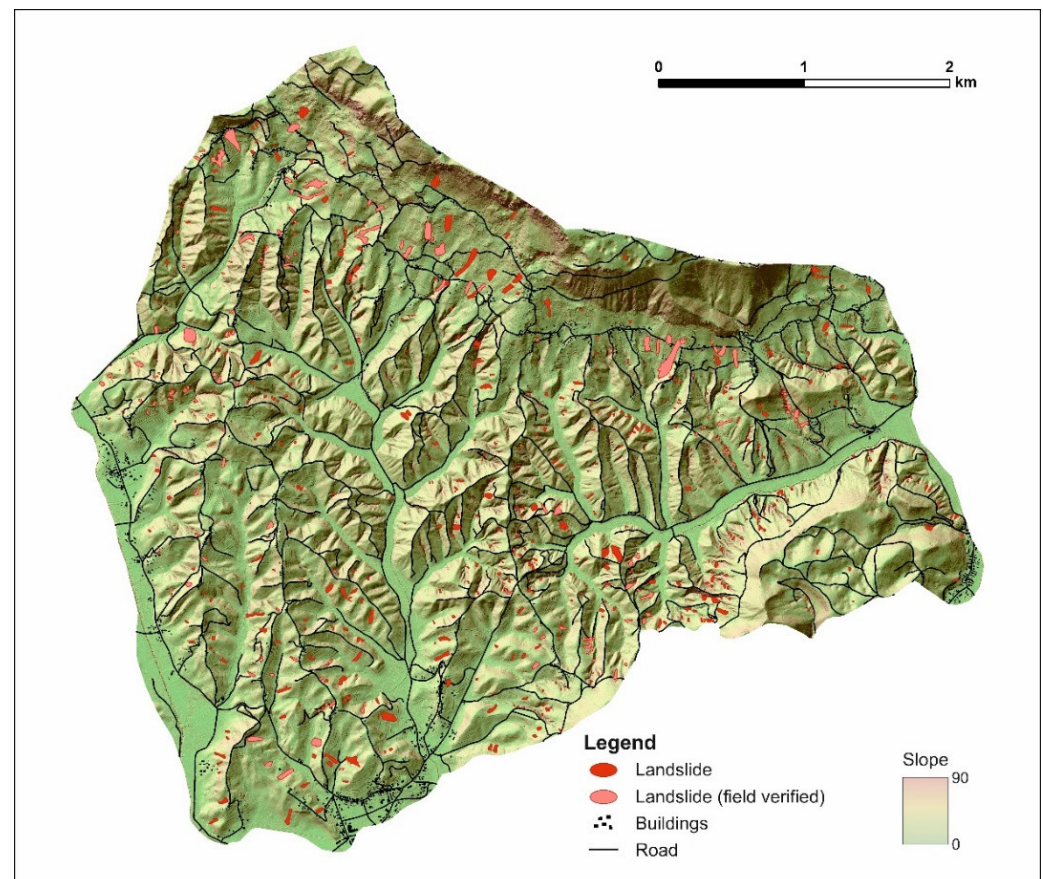 0 1 2
km
Legend
Landslide
Landslide (field verified)
Buildings
Road
Slope
90
0